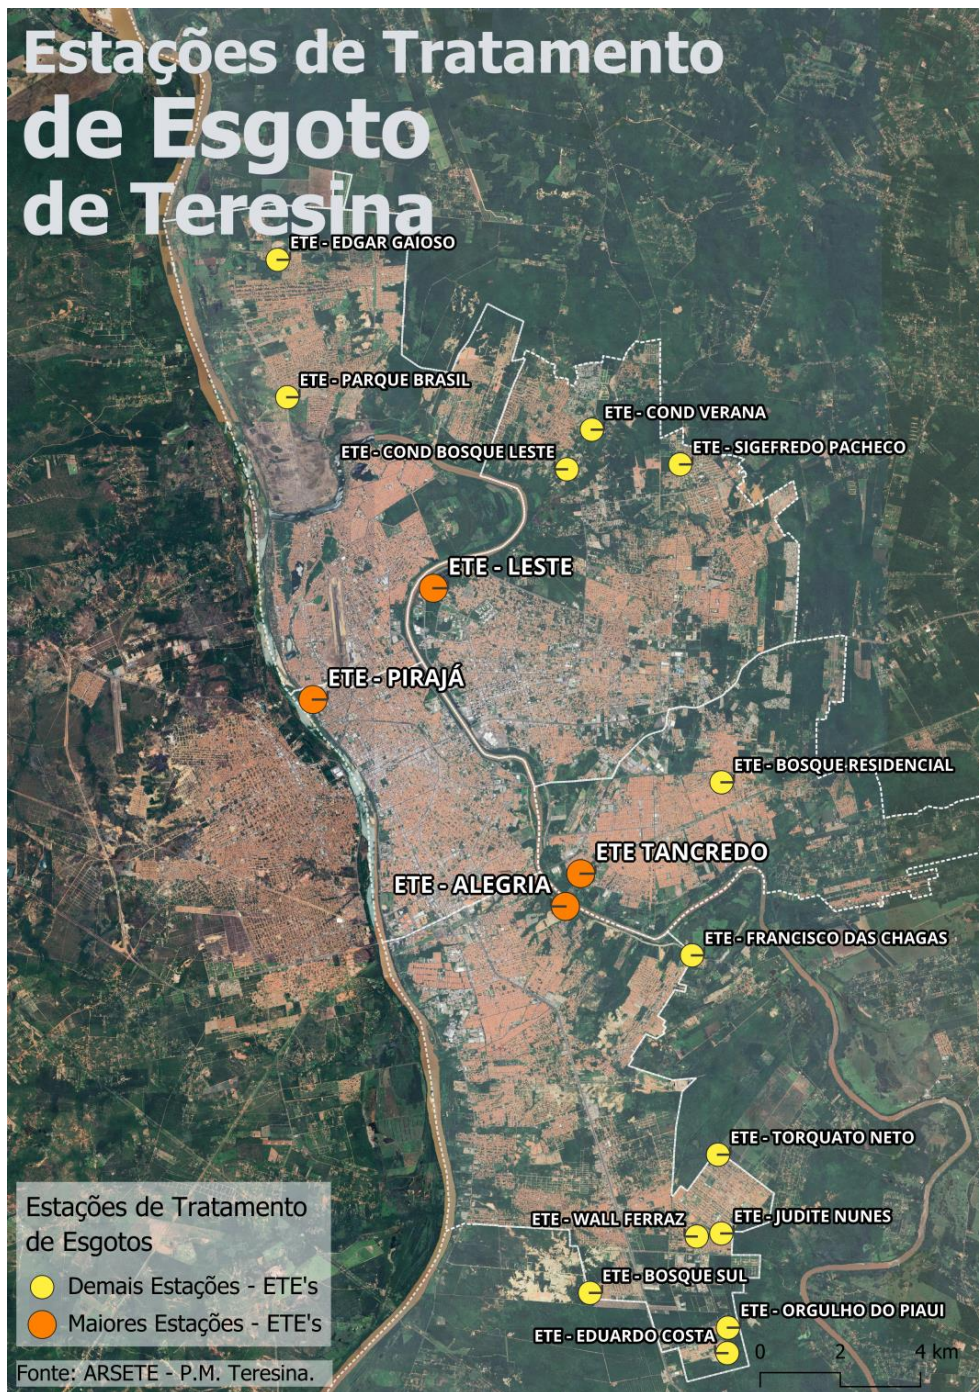 Estações de Tratamento
de Esgoto
de Teresina
ETE - EDGAR GAIOSO
ETE - PARQUE BRASIL
ETE - COND VERANA
ETE - COND BOSQUE LESTE
ETE - SIGEFREDO PACHECO
ETE - LESTE
ETE - PIRAJÁ
ETE - BOSQUE RESIDENCIAL
ETE TANCREDO
ETE - ALEGRIA
ETE - FRANCISCO DAS CHAGAS
ETE - TORQUATO NETO
ETE - WALL FERRAZ
ETE - JUDITE NUNES
ETE - BOSQUE SUL
ETE - ORGULHO DO PIAUI
ETE - EDUARDO COSTA
0 2 4 km
Estações de Tratamento
de Esgotos
Demais Estações - ETE's
Maiores Estações - ETE's
Fonte: ARSETE - P.M. Teresina.